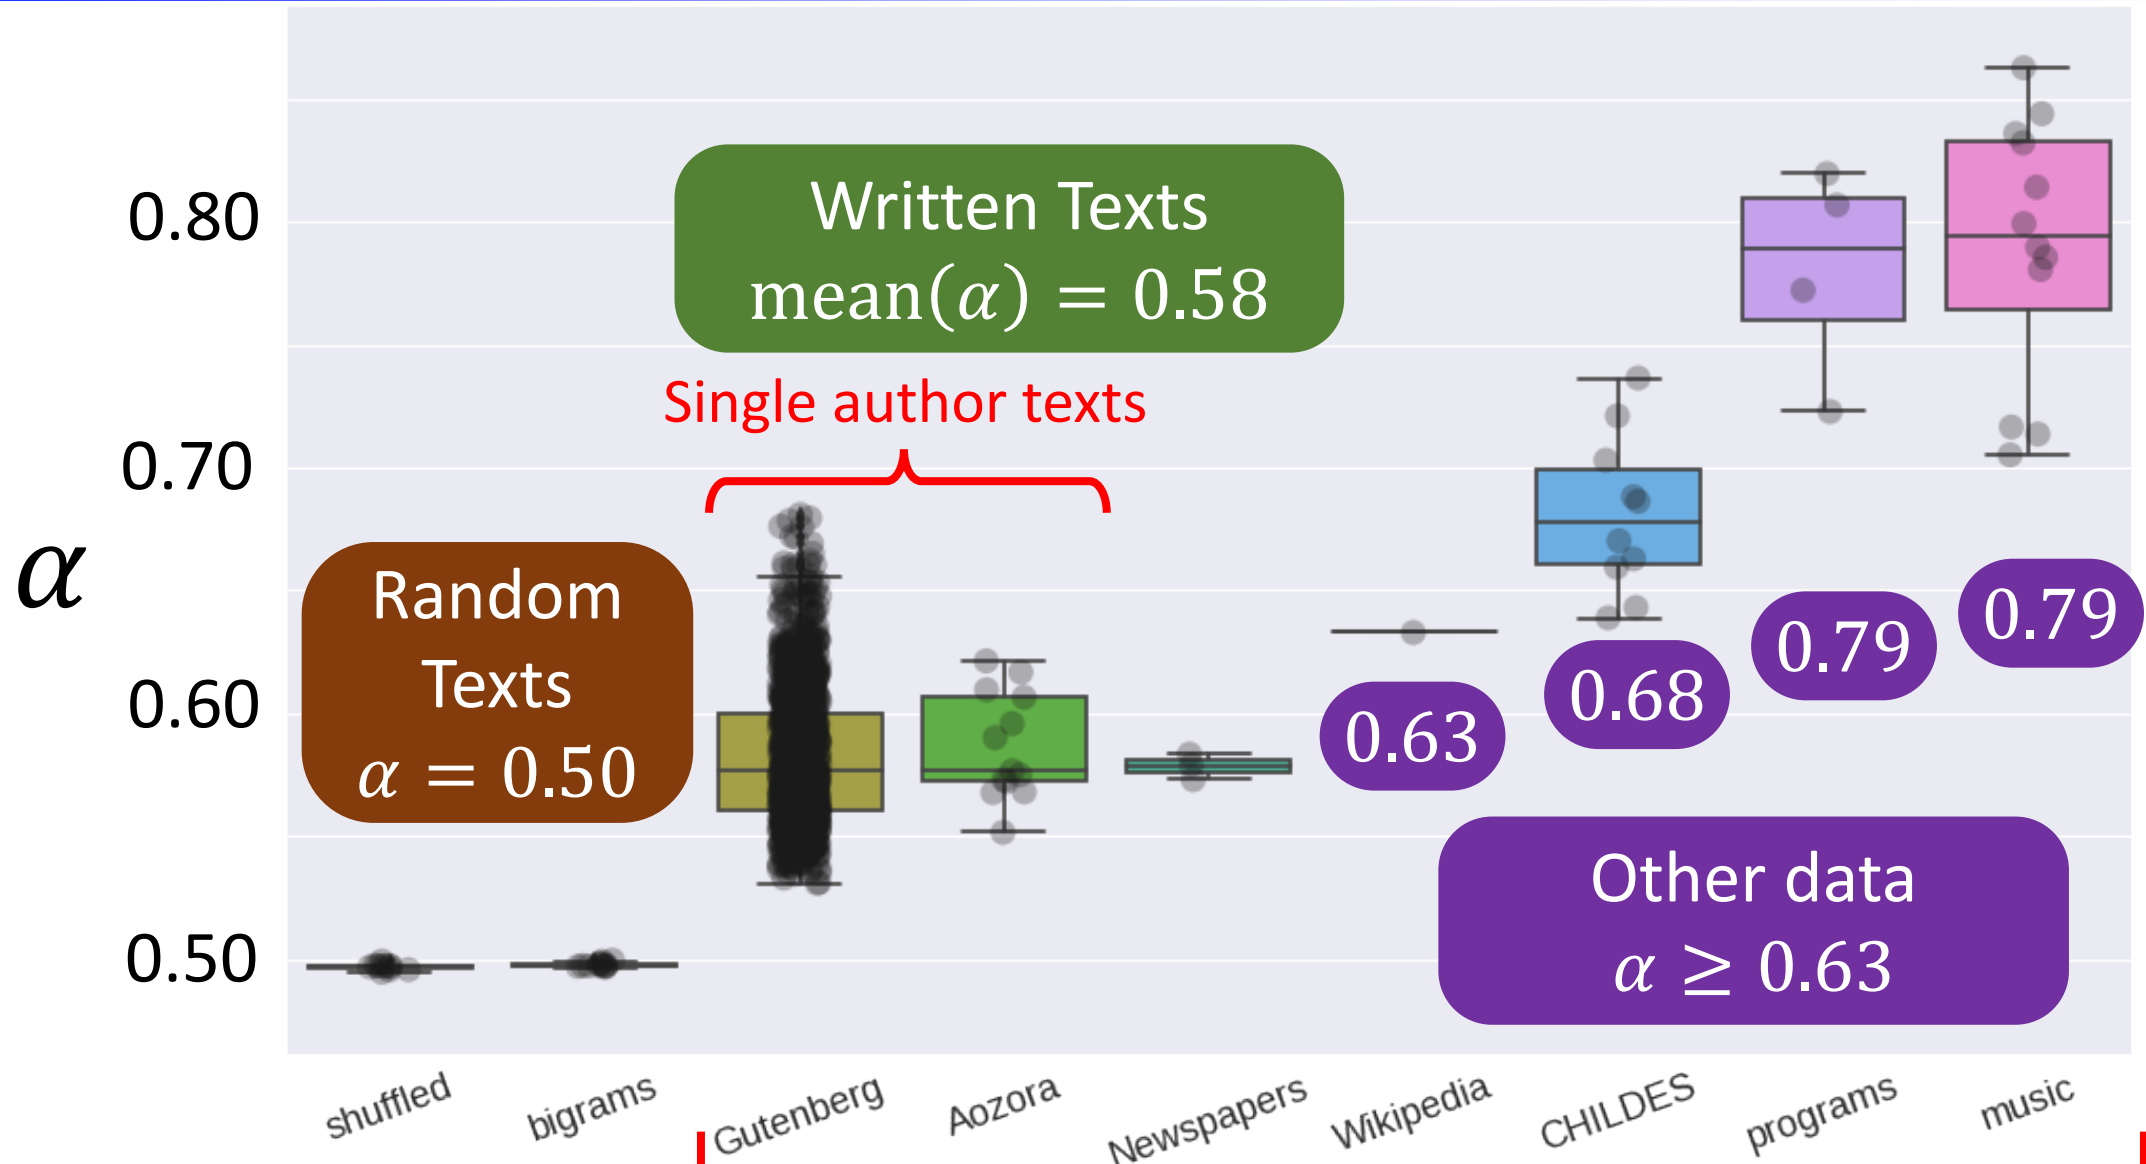 0.80
0.70
0.60
0.50
α
Written Texts
mean(α) = 0.58
Single author texts
Random
Texts
α = 0.50
0.63
0.68
0.79
0.79
Other data
α ≥ 0.63
shuffled
bigrams
Gutenberg
Aozora
Newspapers
Wikipedia
CHILDES
programs
music